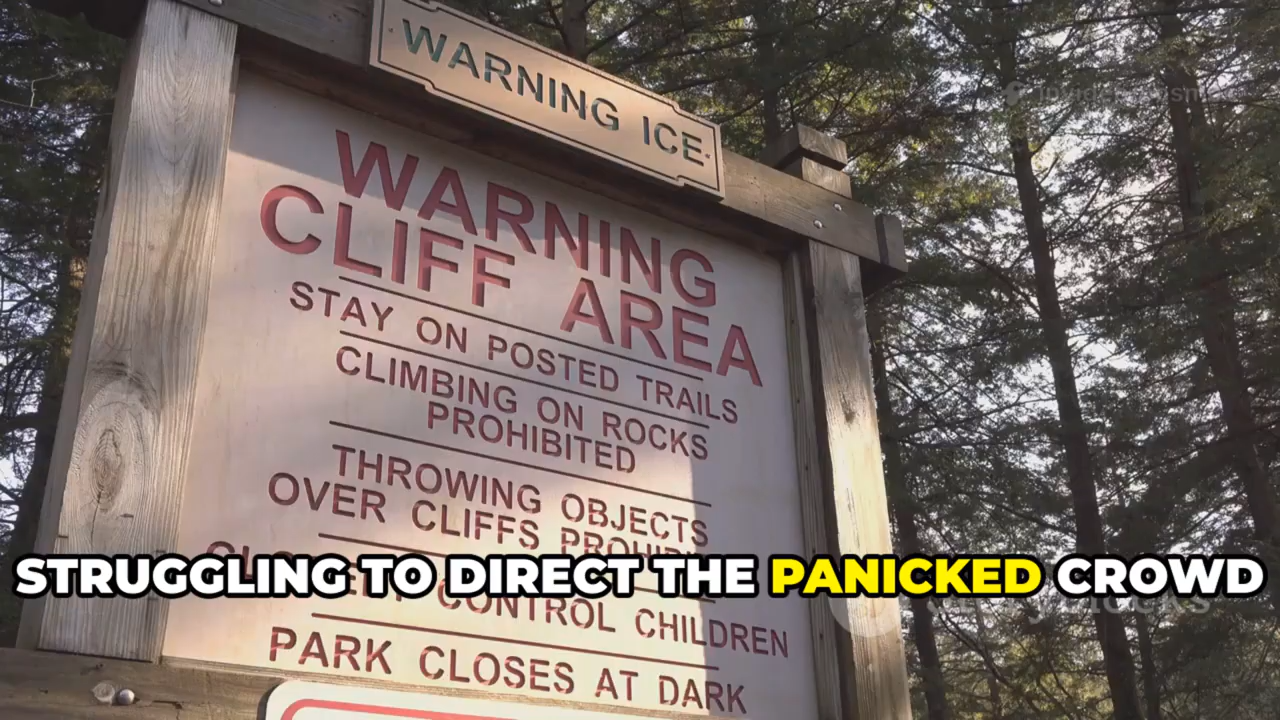 WARNING ICE
WARNING
CLIFF AREA
STAY ON POSTED TRAILS
CLIMBING ON ROCKS
PROHIBITED
THROWING OBJECTS
OVER CLIFFS
STRUGGLING TO DIRECT THE PANICKED CROWD
CONTROL CHILDREN
PARK CLOSES AT DARK